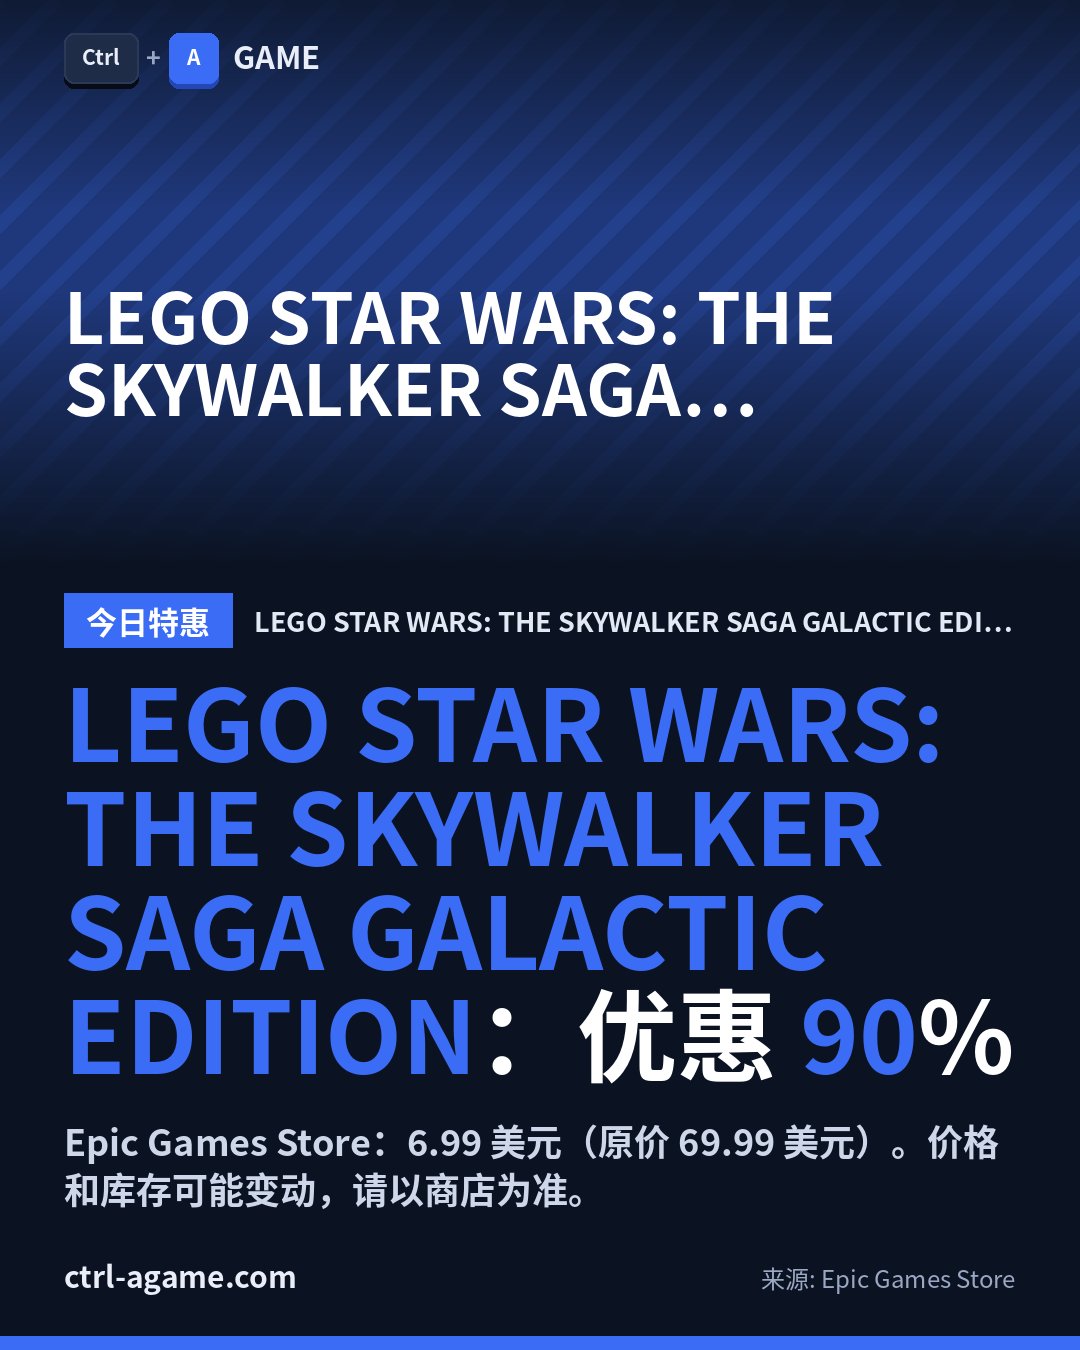 Ctrl + A GAME
LEGO STAR WARS: THE
SKYWALKER SAGA...
今日特惠 LEGO STAR WARS: THE SKYWALKER SAGA GALACTIC EDI...
LEGO STAR WARS:
THE SKYWALKER
SAGA GALACTIC
EDITION：优惠 90%
Epic Games Store：6.99 美元（原价 69.99 美元）。价格
和库存可能变动，请以商店为准。
ctrl-agame.com
来源: Epic Games Store